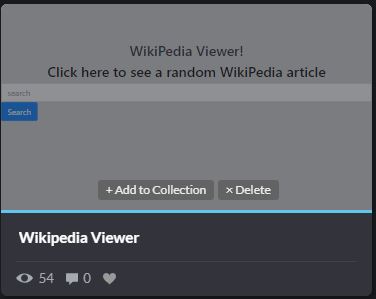 WikiPedia Viewer!
Click here to see a random WikiPedia article
search
Search
+ Add to Collection × Delete
Wikipedia Viewer
54 0